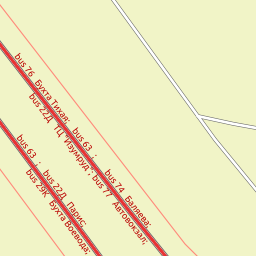 bus 76 Бухта Тихая; bus 63 ; bus 74 Баляева;
bus 22Д ТЦ "Изумруд"; bus 77 Автовокзал;
bus 63 ; bus 22Д Парис;
bus 29К Бухта Воевода;